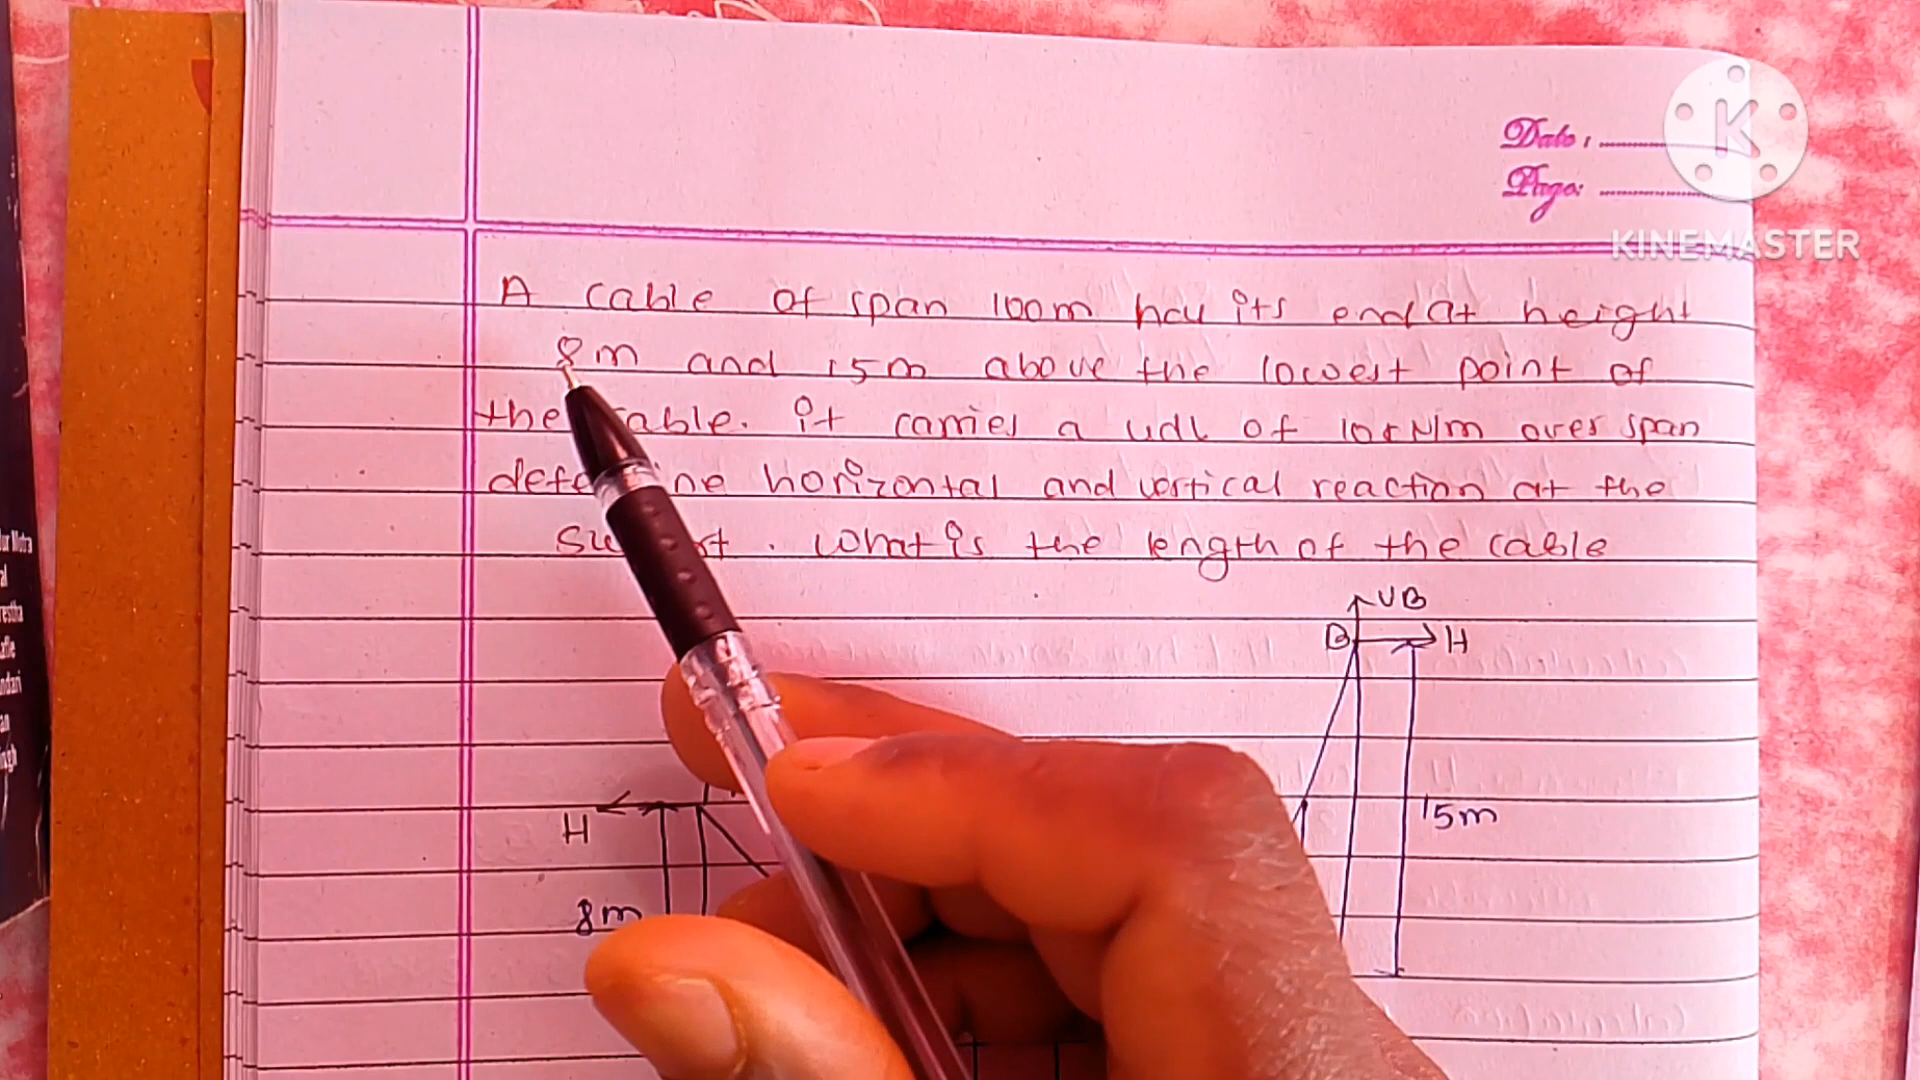 Date:
Page:
KINEMASTER
A cable of span 100m has its end at height
8m and 15m above the lowest point of
the cable. it carries a udl of 10kN/m over span
horizontal and vertical reaction at the
. What is the length of the cable
VB
B H
H
15m
8m